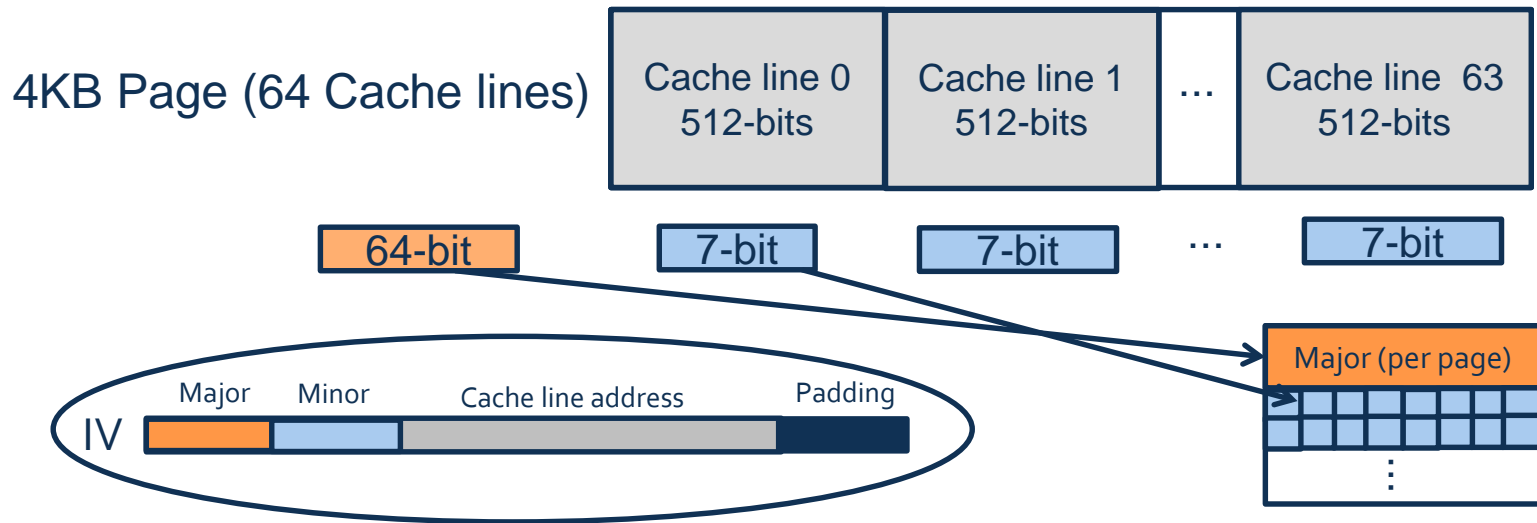 4KB Page (64 Cache lines)
Cache line 0
512-bits
Cache line 1
512-bits
...
Cache line 63
512-bits
64-bit
7-bit
7-bit
...
7-bit
Major (per page)
⋮
Major
Minor
Cache line address
Padding
IV